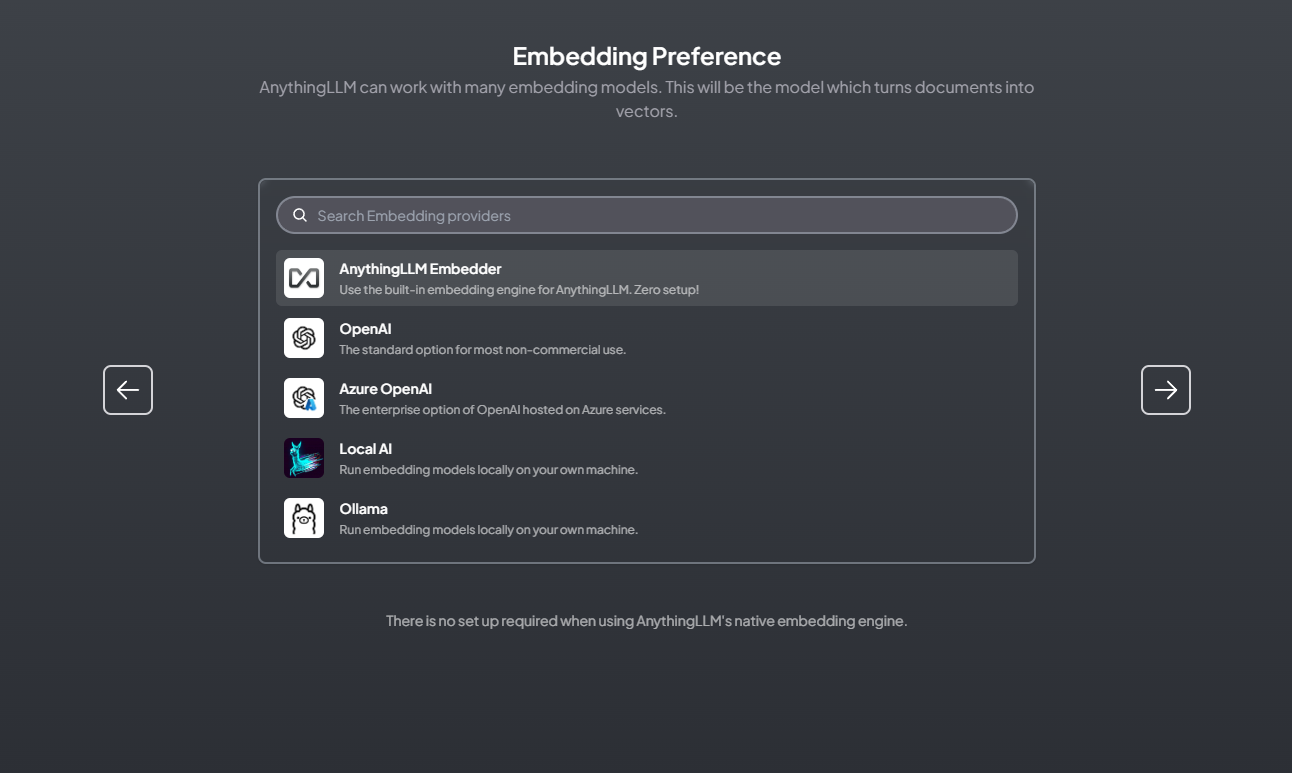 Embedding Preference
AnythingLLM can work with many embedding models. This will be the model which turns documents into
vectors.
Search Embedding providers
AnythingLLM Embedder
Use the built-in embedding engine for AnythingLLM. Zero setup!
OpenAI
The standard option for most non-commercial use.
Azure OpenAI
The enterprise option of OpenAI hosted on Azure services.
Local AI
Run embedding models locally on your own machine.
Ollama
Run embedding models locally on your own machine.
There is no set up required when using AnythingLLM's native embedding engine.